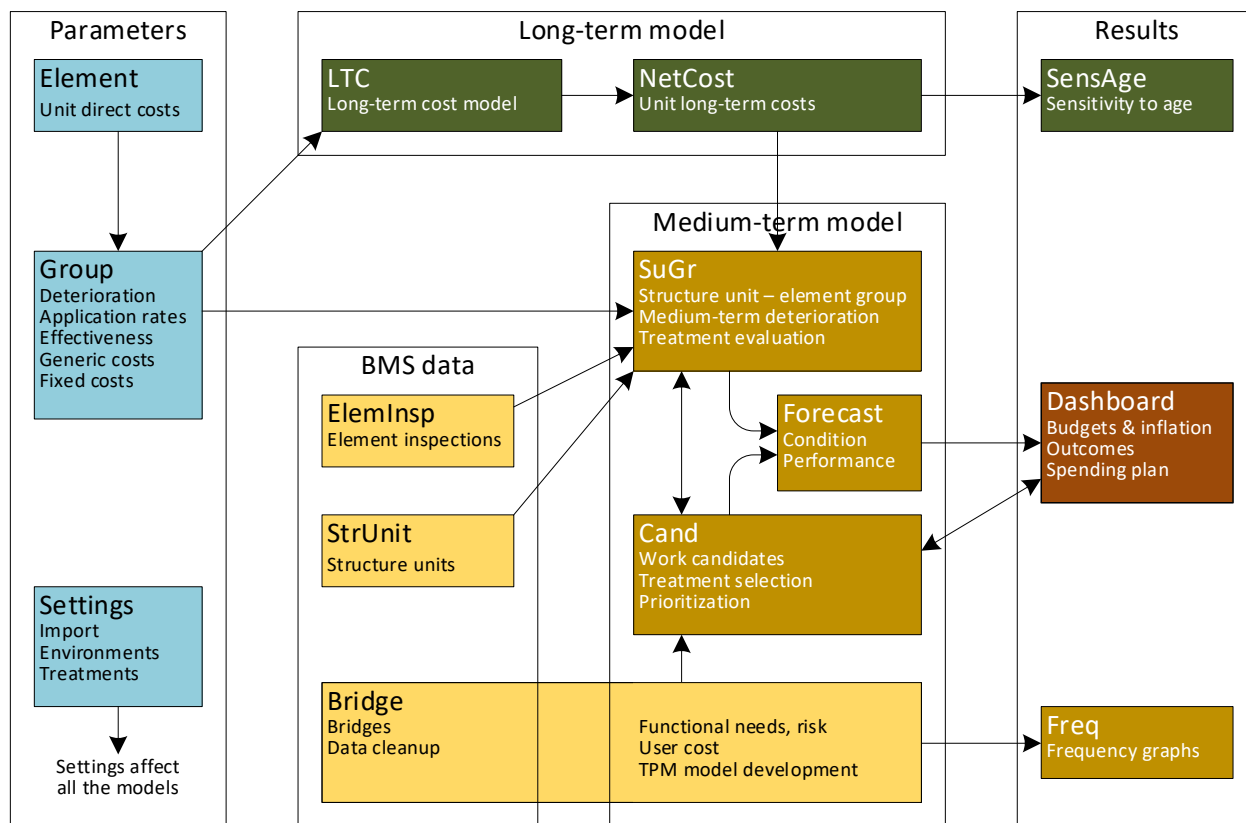 Parameters
Element
Unit direct costs
Group
Deterioration
Application rates
Effectiveness
Generic costs
Fixed costs
Settings
Import
Environments
Treatments
Settings affect
all the models
Long-term model
LTC
Long-term cost model
NetCost
Unit long-term costs
BMS data
ElemInsp
Element inspections
StrUnit
Structure units
Bridge
Bridges
Data cleanup
Functional needs, risk
User cost
TPM model development
Medium-term model
SuGr
Structure unit – element group
Medium-term deterioration
Treatment evaluation
Forecast
Condition
Performance
Cand
Work candidates
Treatment selection
Prioritization
Results
SensAge
Sensitivity to age
Dashboard
Budgets & inflation
Outcomes
Spending plan
Freq
Frequency graphs